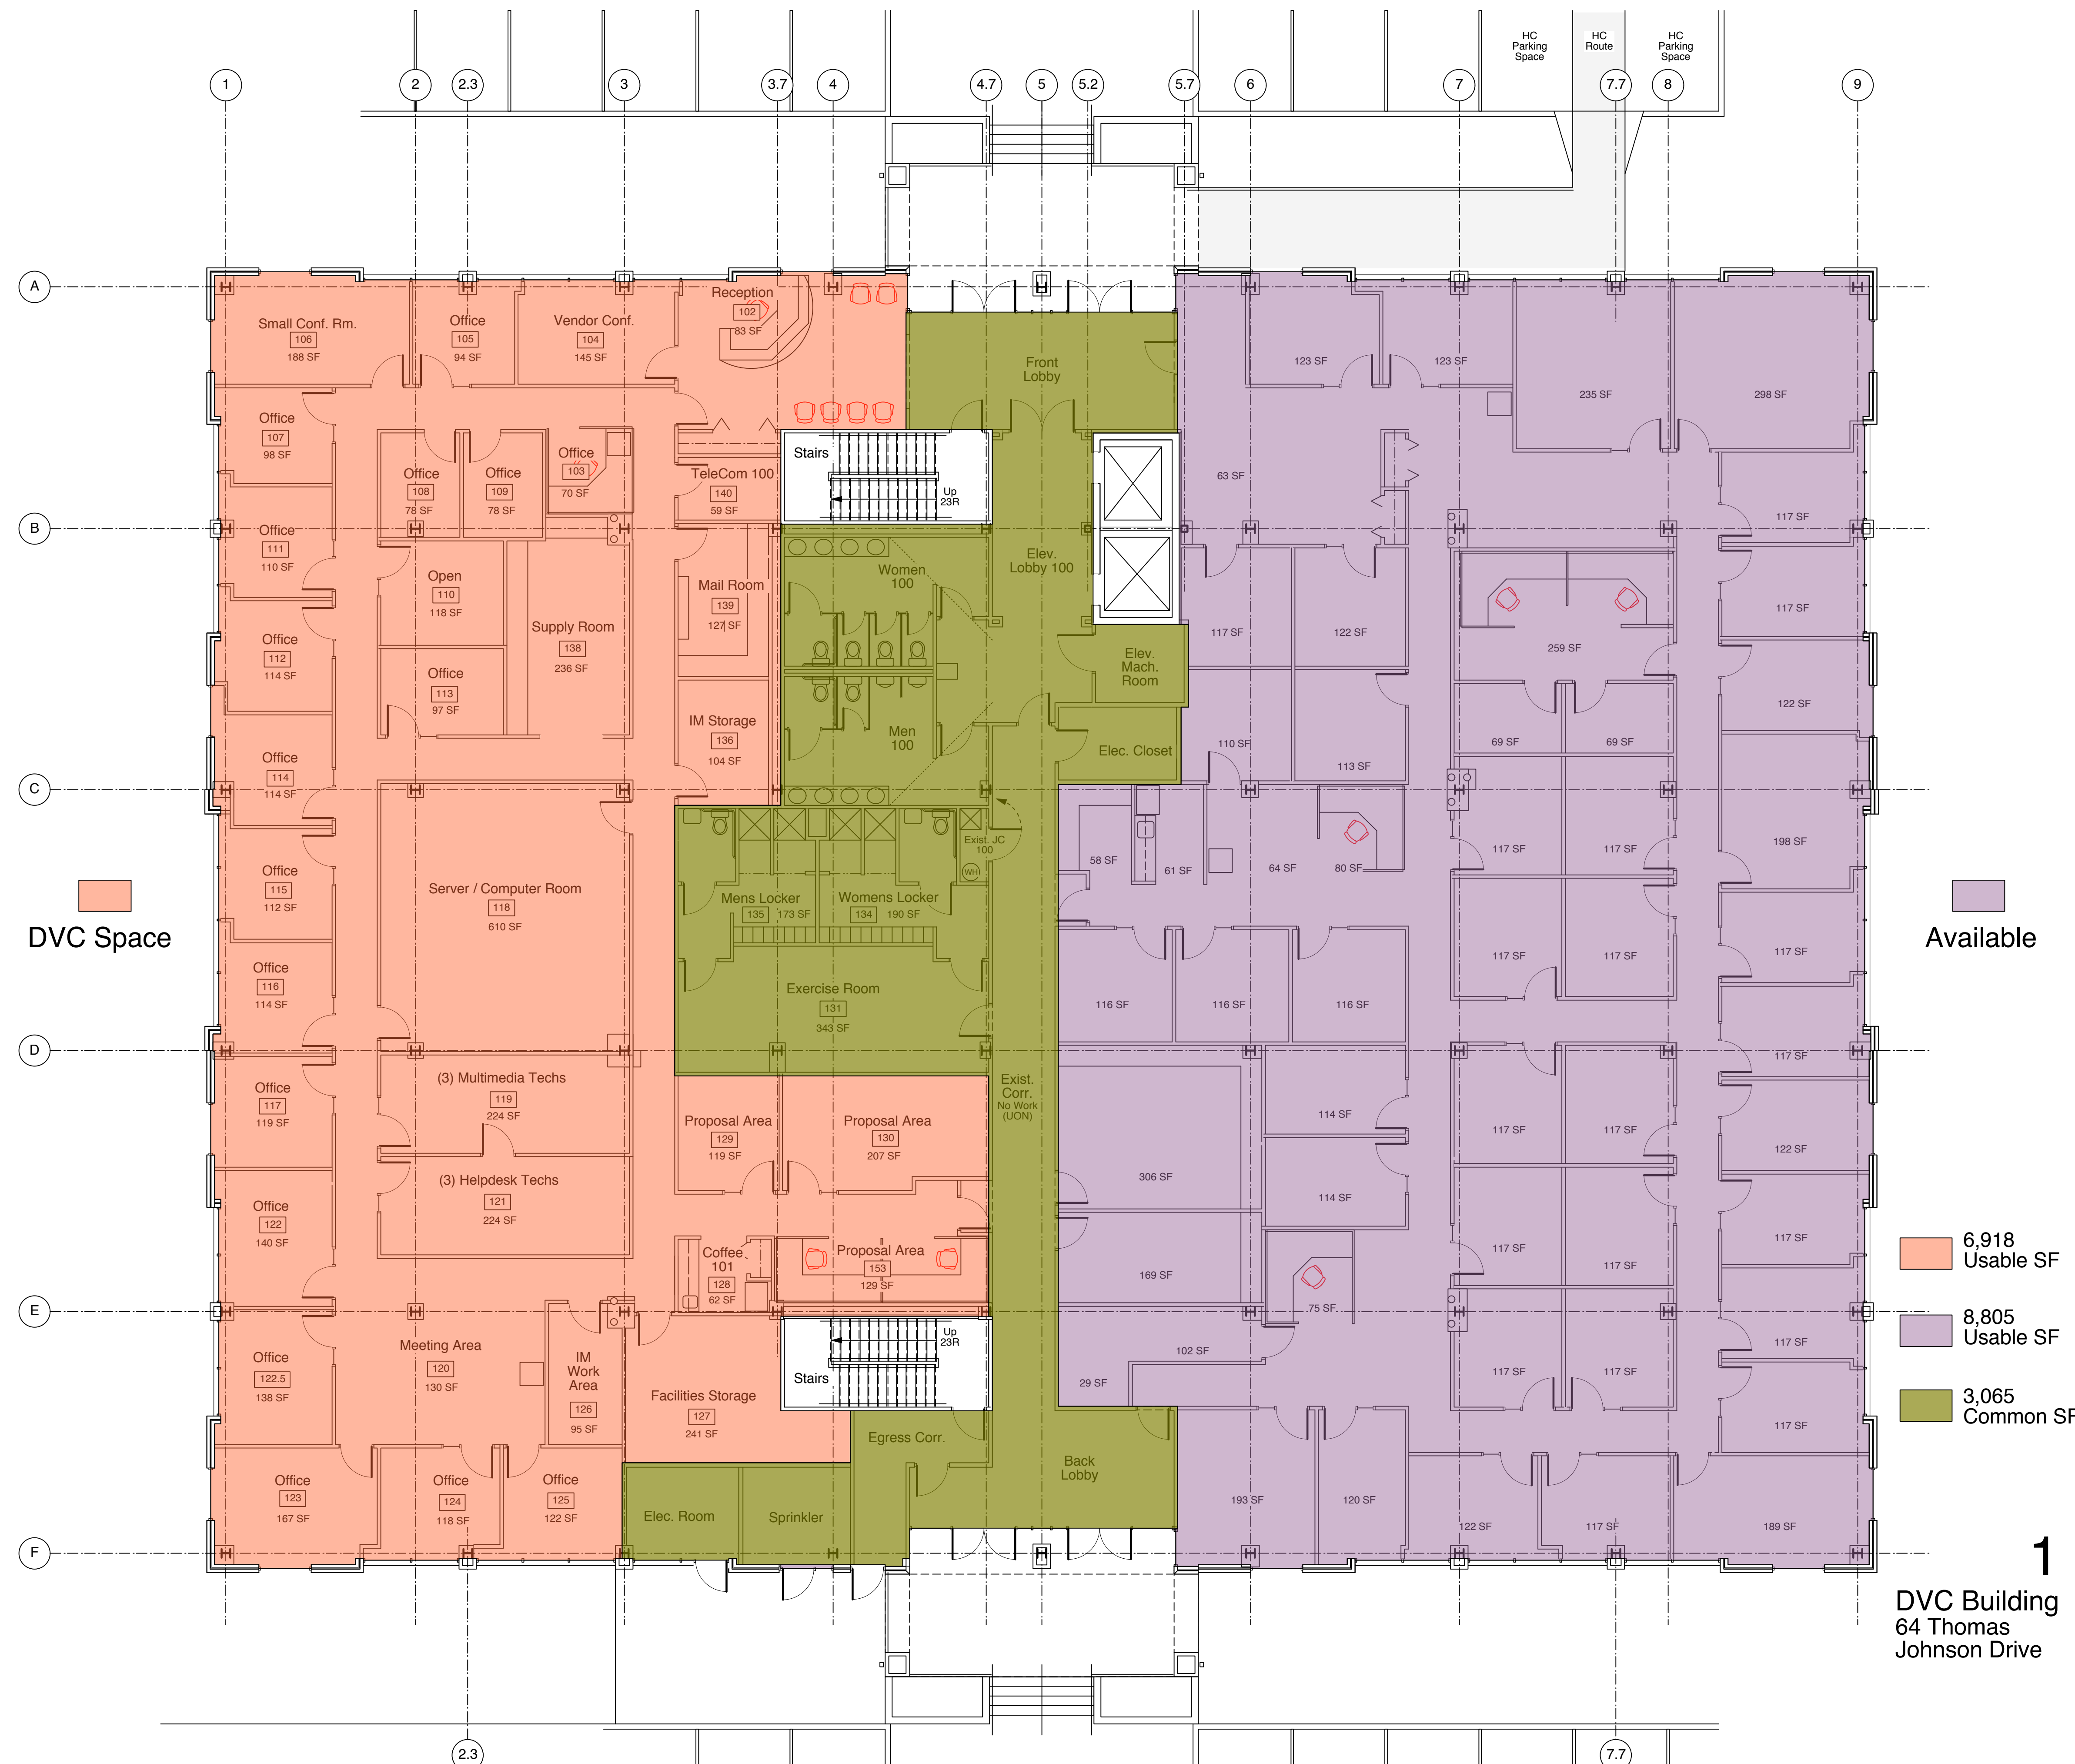 HC
Parking
Space
HC
Route
HC
Parking
Space
1
2
2.3
3
3.7
4
4.7
5
5.2
5.7
6
7
7.7
8
9
A
B
C
D
E
F
Small Conf. Rm.
106
188 SF
Office
105
94 SF
Vendor Conf.
104
145 SF
Reception
102
83 SF
Office
107
98 SF
Office
108
78 SF
Office
109
78 SF
Office
103
70 SF
TeleCom 100
140
59 SF
Stairs
Up
23R
Office
111
110 SF
Open
110
118 SF
Supply Room
138
236 SF
Mail Room
139
127 SF
Office
112
114 SF
Office
113
97 SF
IM Storage
136
104 SF
Office
114
114 SF
Office
115
112 SF
Server / Computer Room
118
610 SF
Office
116
114 SF
Office
117
119 SF
(3) Multimedia Techs
119
224 SF
(3) Helpdesk Techs
121
224 SF
Office
122
140 SF
Proposal Area
129
119 SF
Proposal Area
130
207 SF
Coffee
101
128
62 SF
Proposal Area
153
129 SF
Office
122.5
138 SF
Meeting Area
120
130 SF
IM
Work
Area
126
95 SF
Facilities Storage
127
241 SF
Stairs
Up
23R
Office
123
167 SF
Office
124
118 SF
Office
125
122 SF
Front
Lobby
Elev.
Lobby 100
Women
100
Men
100
Elev.
Mach.
Room
Elec. Closet
Exist. JC
100
WH
Mens Locker
135 173 SF
Womens Locker
134 190 SF
Exercise Room
131
343 SF
Exist.
Corr.
No Work
(UON)
Egress Corr.
Back
Lobby
Elec. Room
Sprinkler
123 SF
123 SF
235 SF
298 SF
63 SF
117 SF
117 SF
122 SF
259 SF
117 SF
69 SF
69 SF
122 SF
110 SF
113 SF
58 SF
61 SF
64 SF
80 SF
117 SF
117 SF
198 SF
116 SF
116 SF
116 SF
117 SF
117 SF
117 SF
117 SF
306 SF
114 SF
114 SF
117 SF
117 SF
122 SF
169 SF
75 SF
117 SF
117 SF
117 SF
102 SF
29 SF
117 SF
117 SF
117 SF
117 SF
193 SF
120 SF
122 SF
117 SF
189 SF
DVC Space
Available
6,918
Usable SF
8,805
Usable SF
3,065
Common SF
1
DVC Building
64 Thomas
Johnson Drive
2.3
7.7